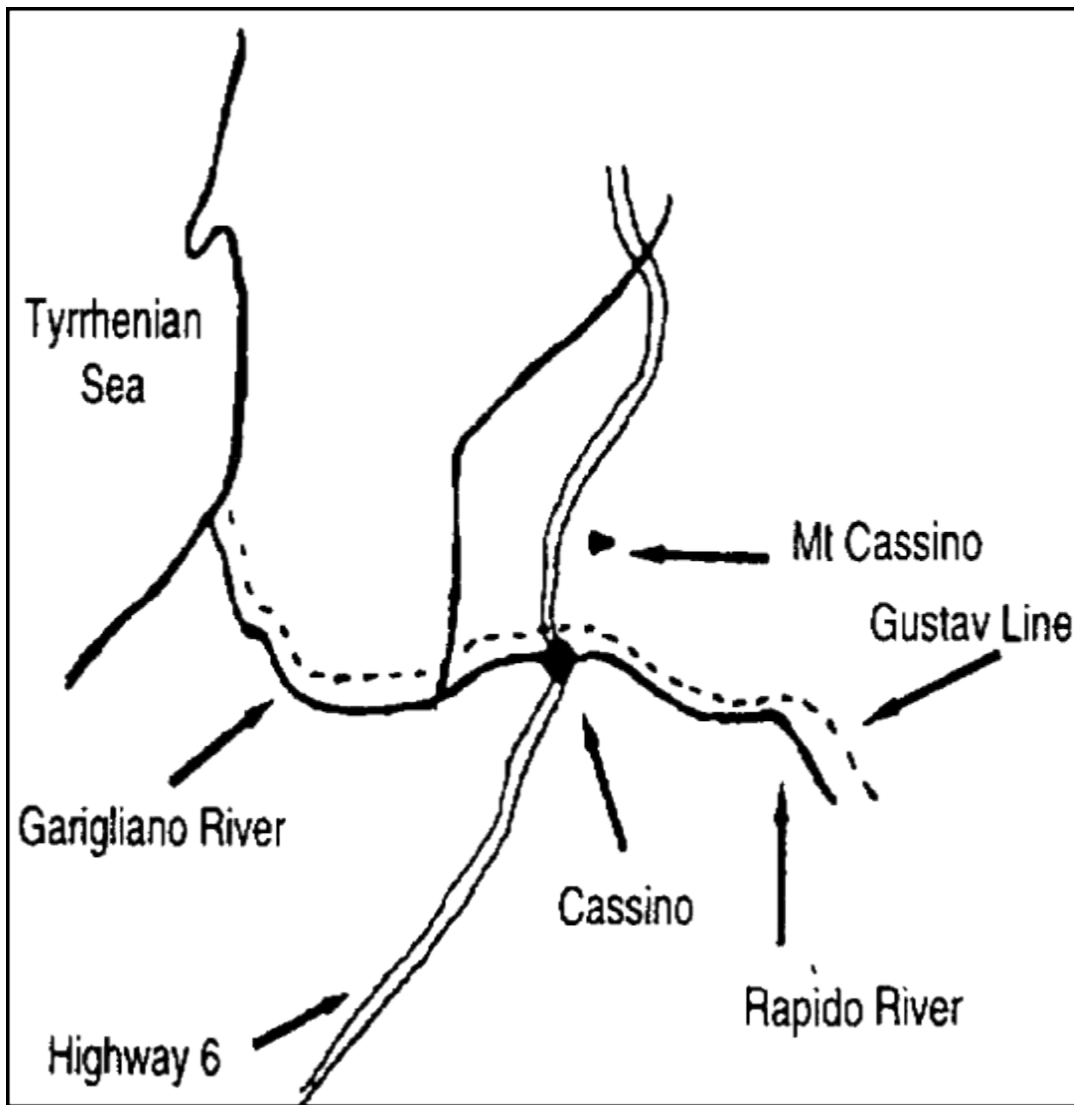 Tyrrhenian
Sea
Mt Cassino
Gustav Line
Garigliano River
Cassino
Rapido River
Highway 6